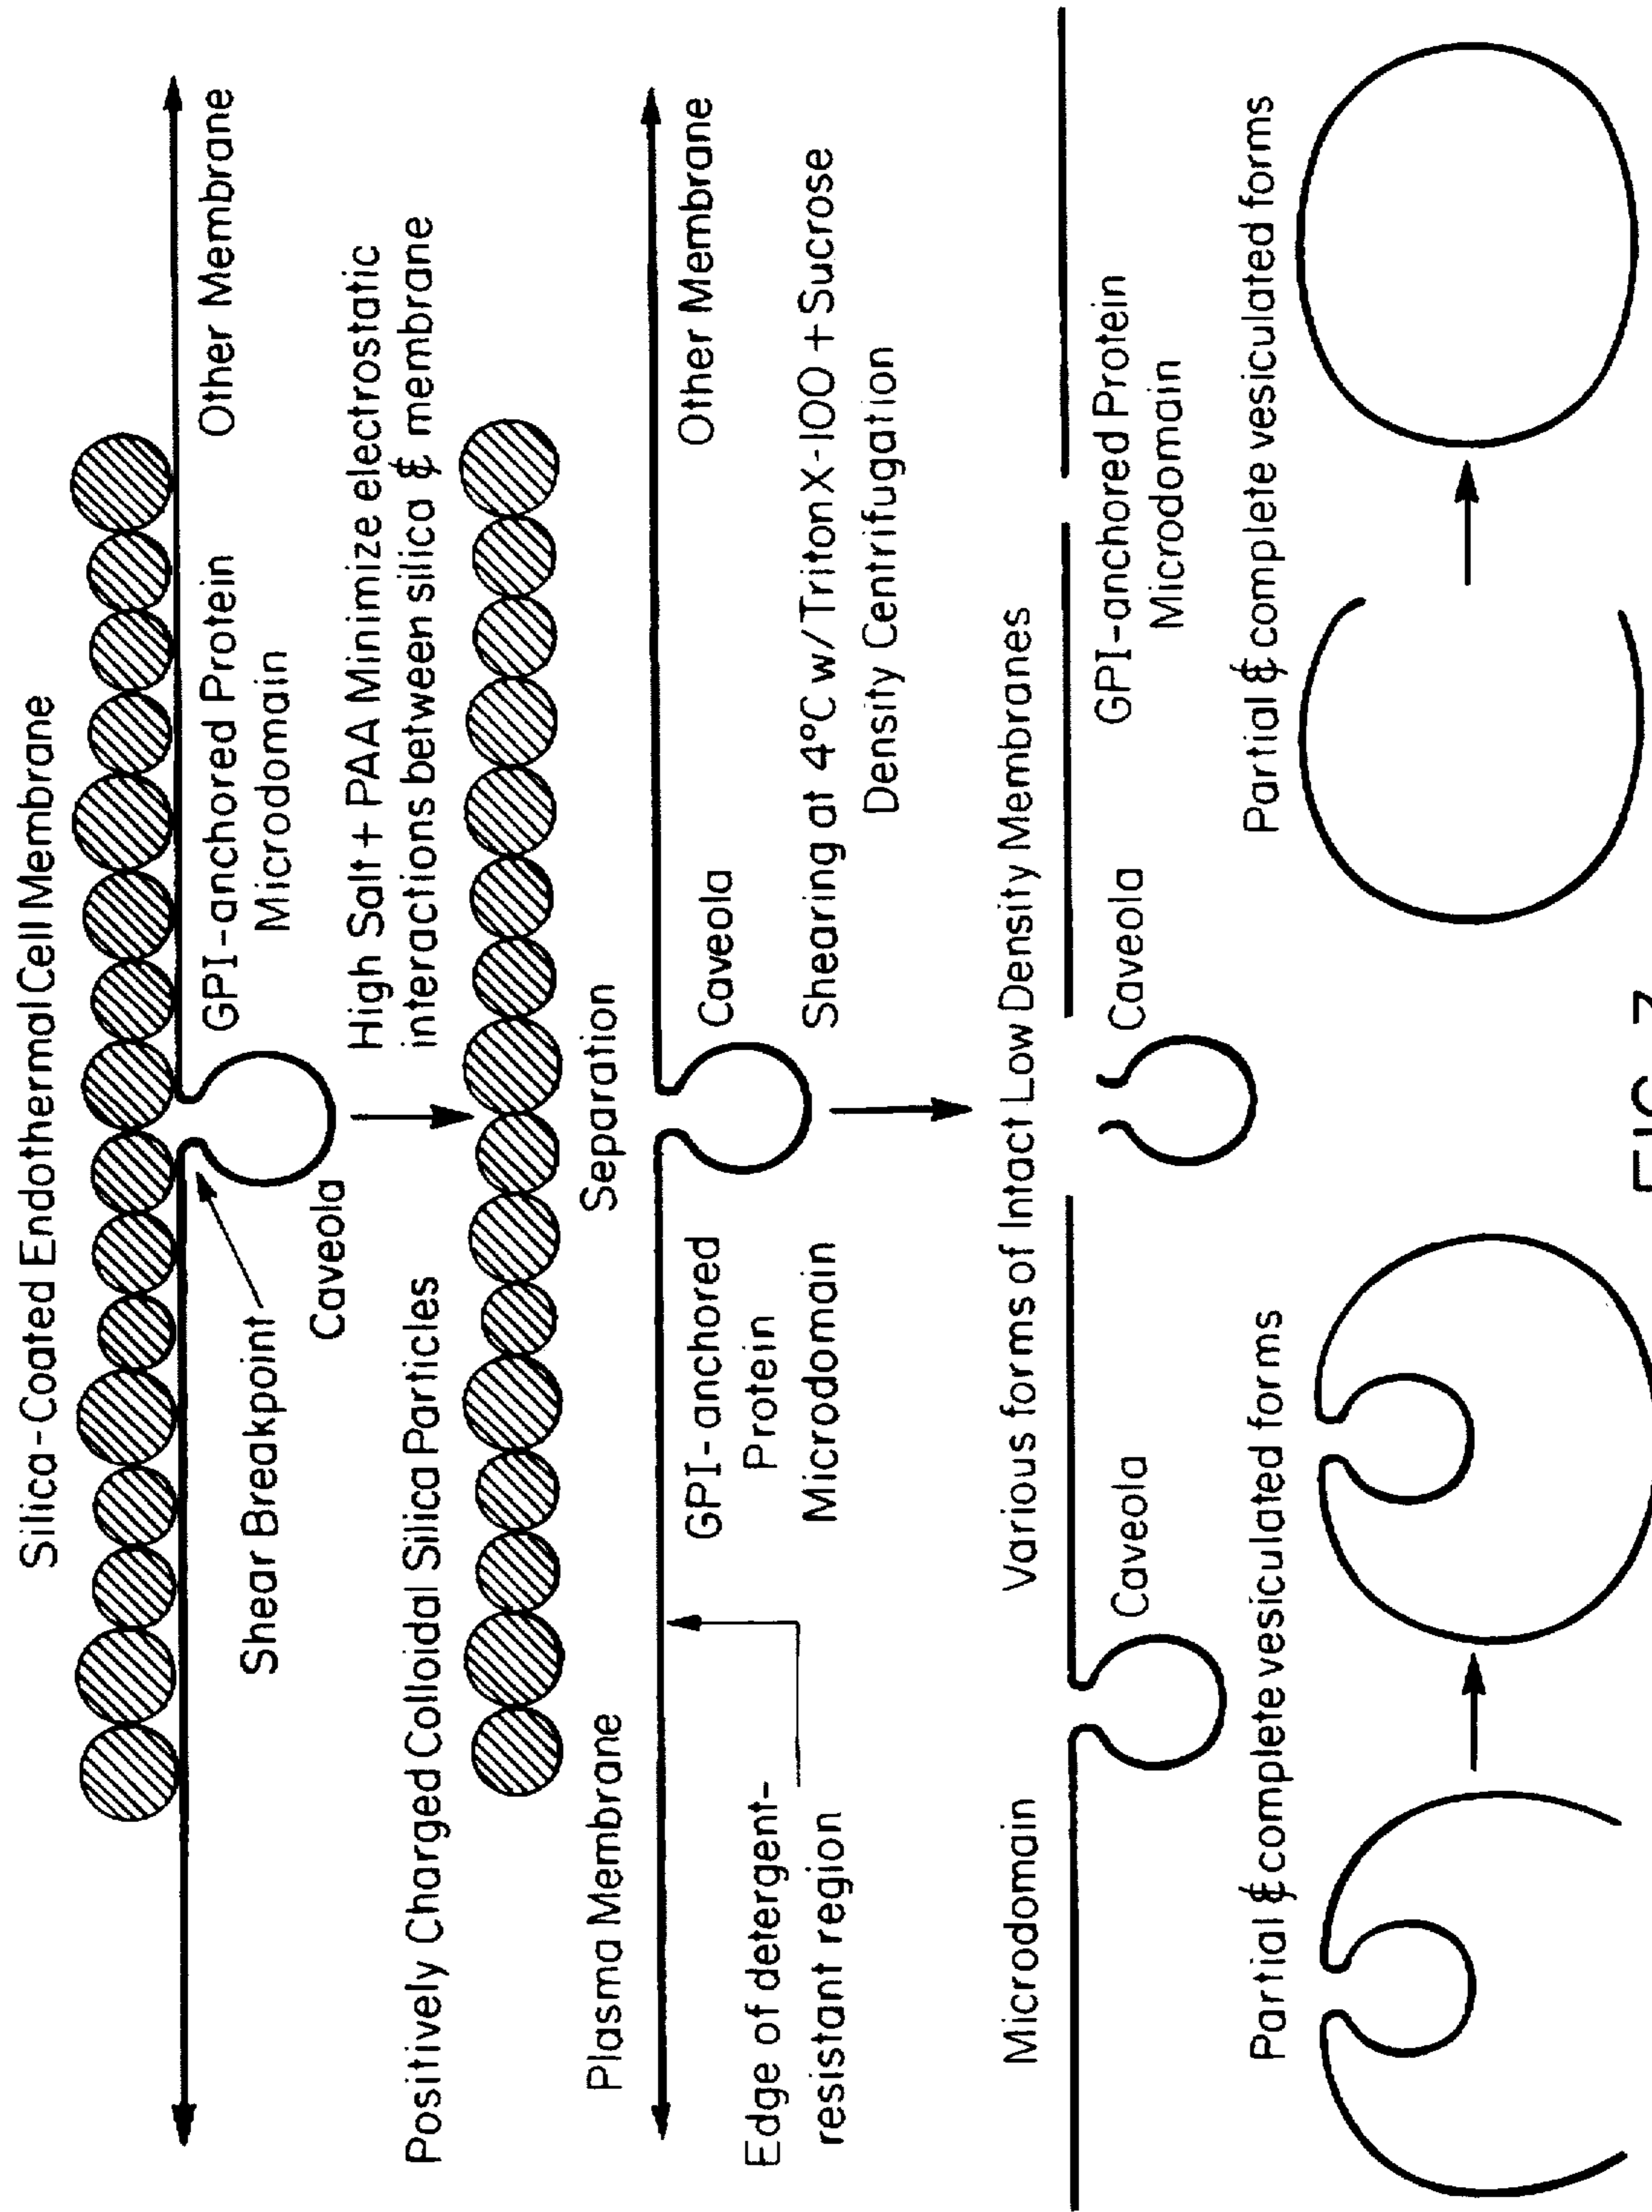 Silica-Coated Endothermal Cell Membrane
Other Membrane
GPI-anchored Protein
Microdomain
Shear Breakpoint
Caveola
High Salt + PAA Minimize electrostatic
interactions between silica & membrane
Positively Charged Colloidal Silica Particles
Separation
Plasma Membrane
Other Membrane
Caveola
GPI-anchored
Protein
Microdomain
Edge of detergent-
resistant region
Shearing at 4°C w/Triton X-100 + Sucrose
Density Centrifugation
Various forms of Intact Low Density Membranes
Microdomain
Caveola
Caveola
GPI-anchored Protein
Microdomain
Partial & complete vesiculated forms
Partial & complete vesiculated forms